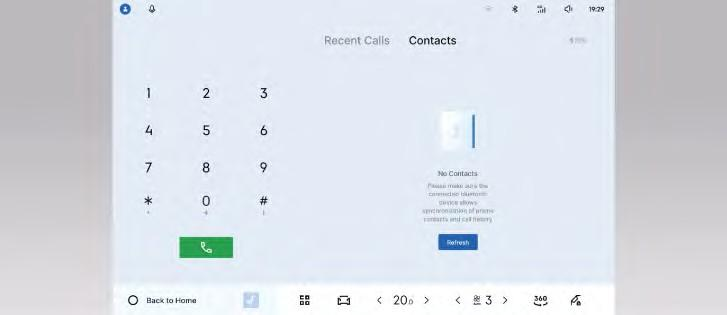 19:29
Recent Calls Contacts
1 2 3
4 5 6
7 8 9
* 0 #
No Contacts
Please make sure the
connected bluetooth
device allows
synchronization of phone
contacts and call history
Refresh
Back to Home
20.0
3
360